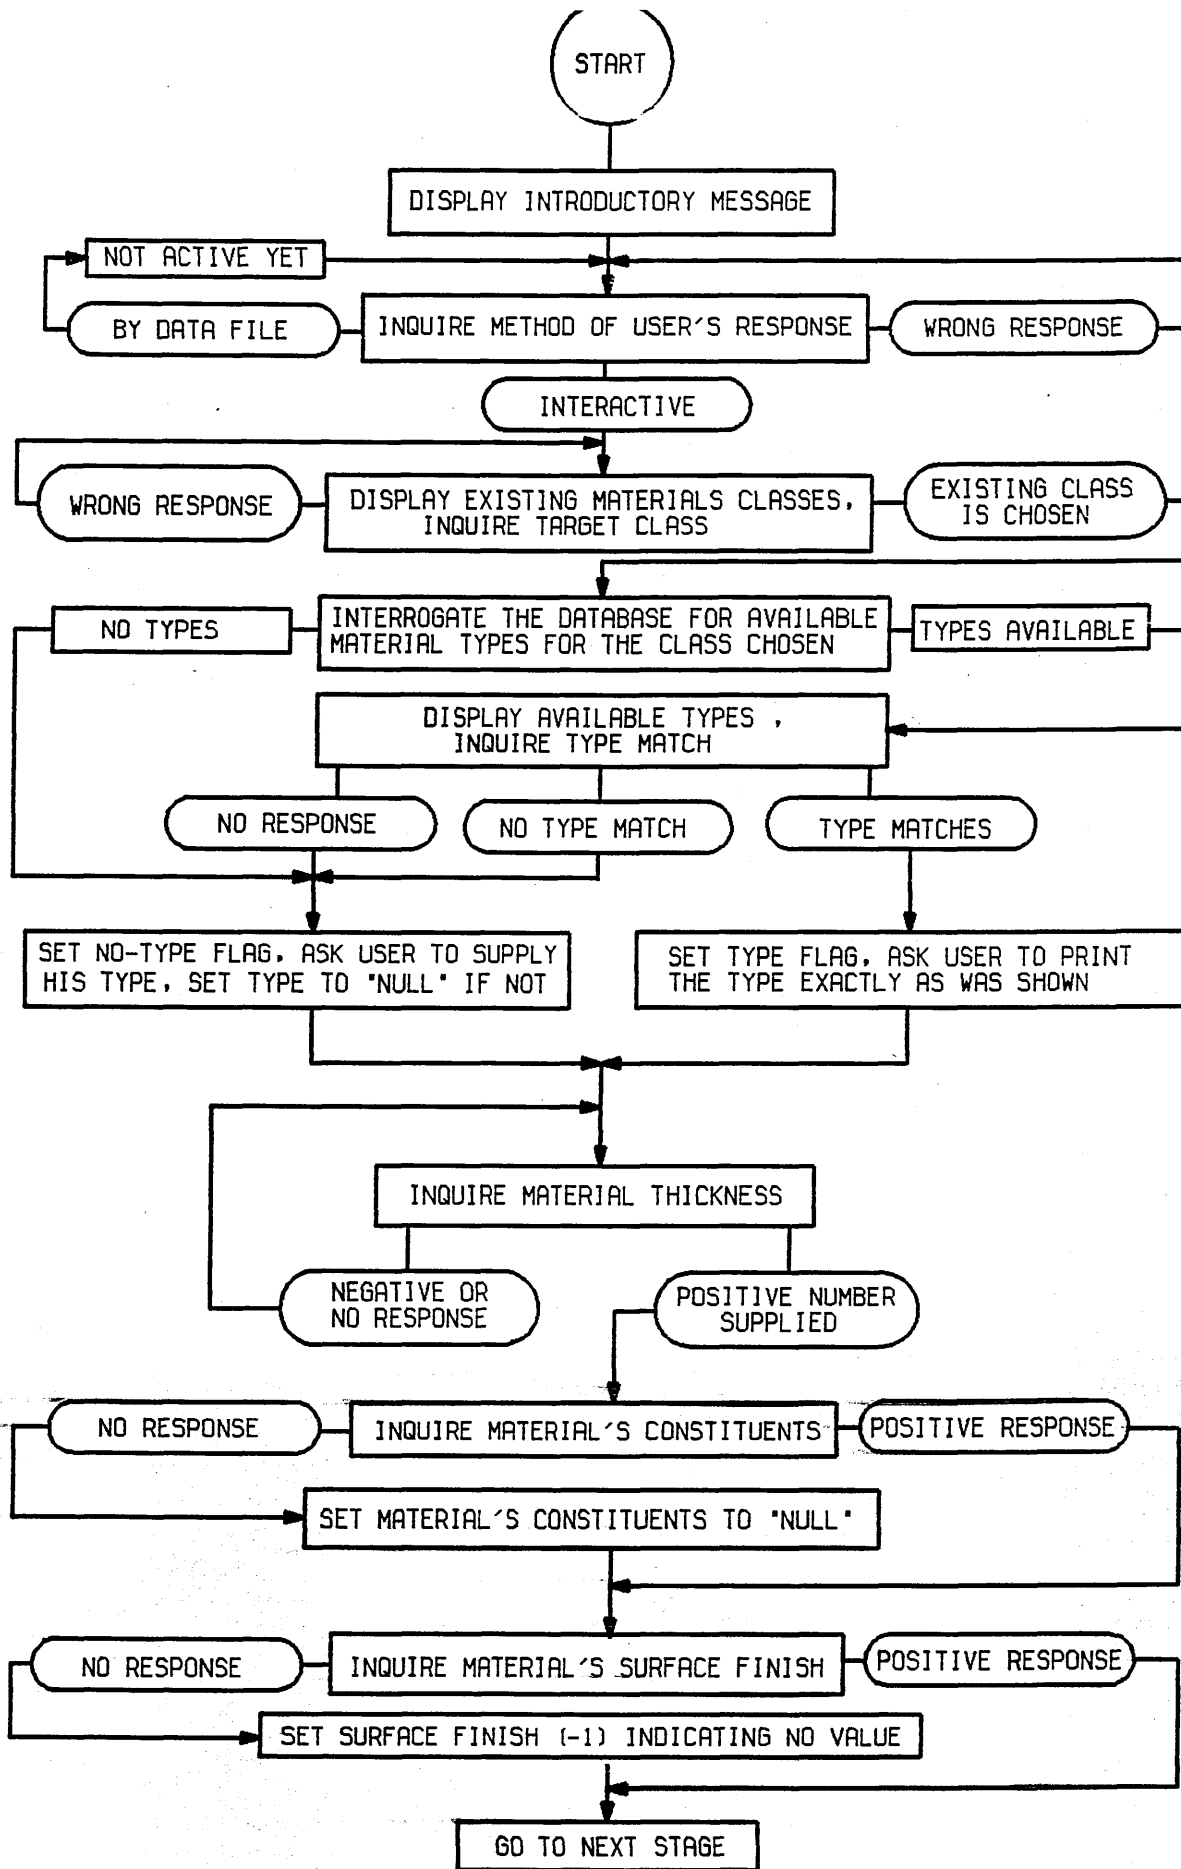 START
DISPLAY INTRODUCTORY MESSAGE
NOT ACTIVE YET
BY DATA FILE
INQUIRE METHOD OF USER'S RESPONSE
WRONG RESPONSE
INTERACTIVE
WRONG RESPONSE
DISPLAY EXISTING MATERIALS CLASSES,
INQUIRE TARGET CLASS
EXISTING CLASS
IS CHOSEN
NO TYPES
INTERROGATE THE DATABASE FOR AVAILABLE
MATERIAL TYPES FOR THE CLASS CHOSEN
TYPES AVAILABLE
DISPLAY AVAILABLE TYPES ,
INQUIRE TYPE MATCH
NO RESPONSE
NO TYPE MATCH
TYPE MATCHES
SET NO-TYPE FLAG, ASK USER TO SUPPLY
HIS TYPE, SET TYPE TO "NULL" IF NOT
SET TYPE FLAG, ASK USER TO PRINT
THE TYPE EXACTLY AS WAS SHOWN
INQUIRE MATERIAL THICKNESS
NEGATIVE OR
NO RESPONSE
POSITIVE NUMBER
SUPPLIED
NO RESPONSE
INQUIRE MATERIAL'S CONSTITUENTS
POSITIVE RESPONSE
SET MATERIAL'S CONSTITUENTS TO "NULL"
NO RESPONSE
INQUIRE MATERIAL'S SURFACE FINISH
POSITIVE RESPONSE
SET SURFACE FINISH (-1) INDICATING NO VALUE
GO TO NEXT STAGE